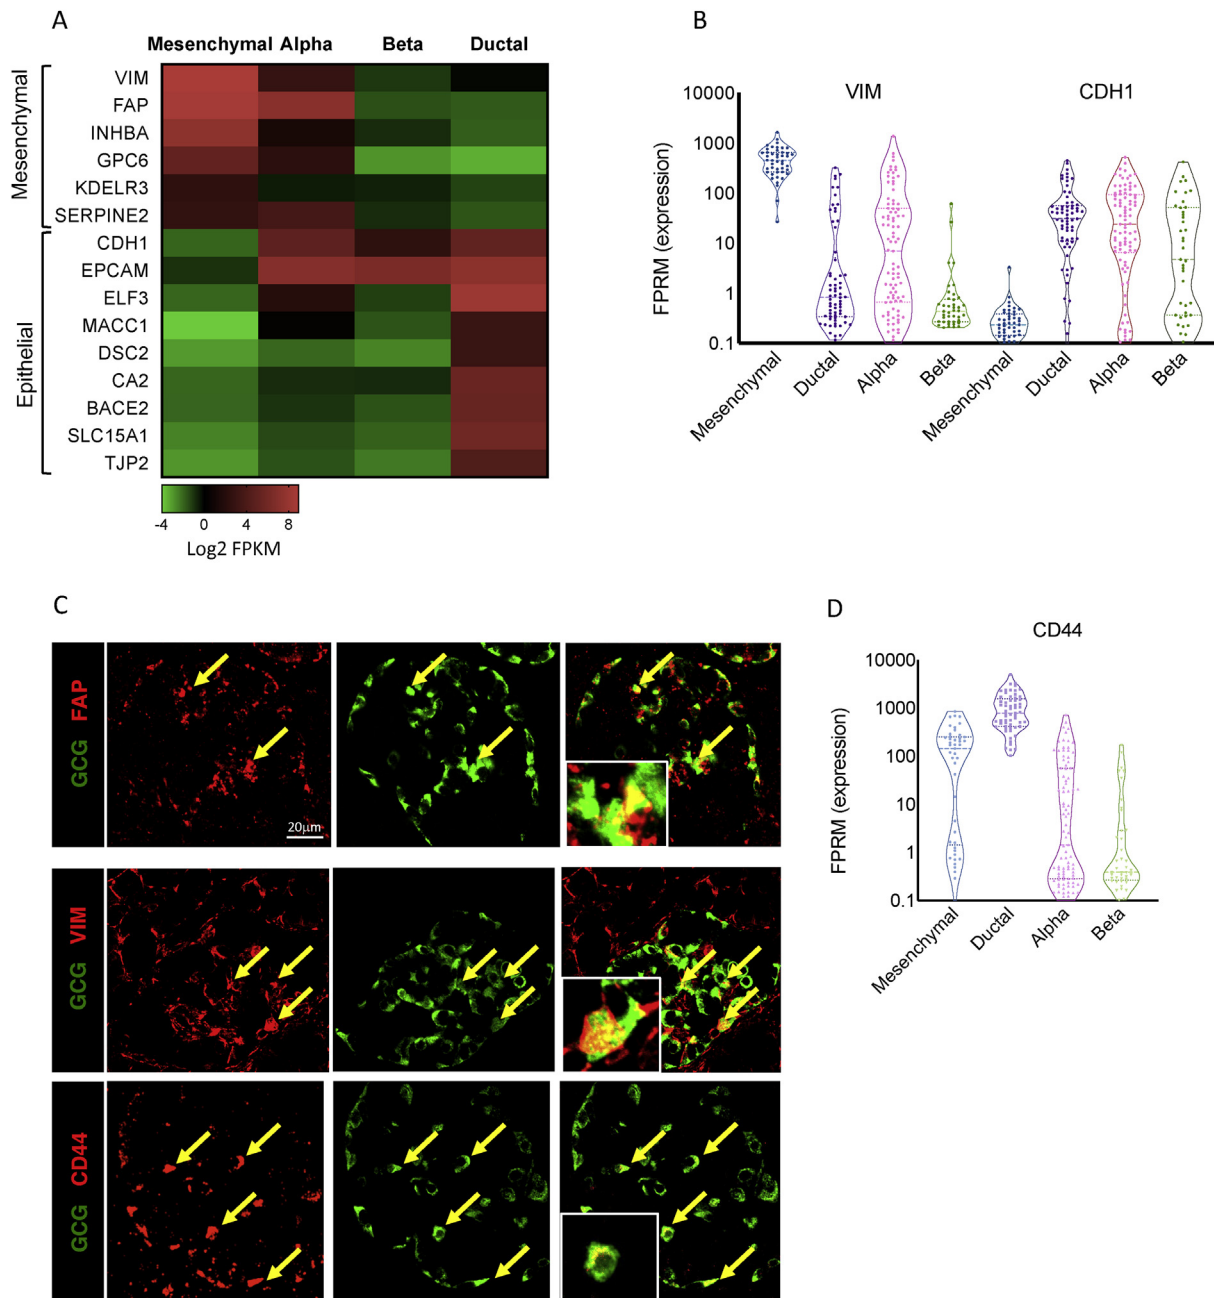 A
Mesenchymal Alpha Beta Ductal
Mesenchymal
VIM
FAP
INHBA
GPC6
KDELR3
SERPINE2
Epithelial
CDH1
EPCAM
ELF3
MACC1
DSC2
CA2
BACE2
SLC15A1
TJP2
-4 0 4 8
Log2 FPKM
B
VIM CDH1
FPRM (expression)
10000
1000
100
10
1
0.1
Mesenchymal Ductal Alpha Beta Mesenchymal Ductal Alpha Beta
C
GCG FAP
20μm
GCG VIM
GCG CD44
D
CD44
FPRM (expression)
10000
1000
100
10
1
0.1
Mesenchymal Ductal Alpha Beta